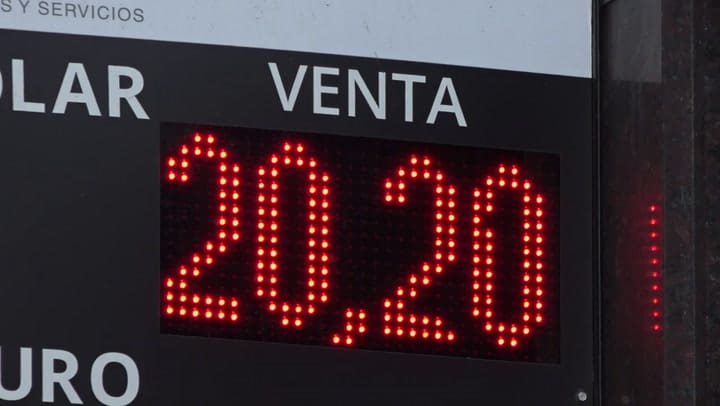 S Y SERVICIOS
OLAR VENTA
20,20
URO